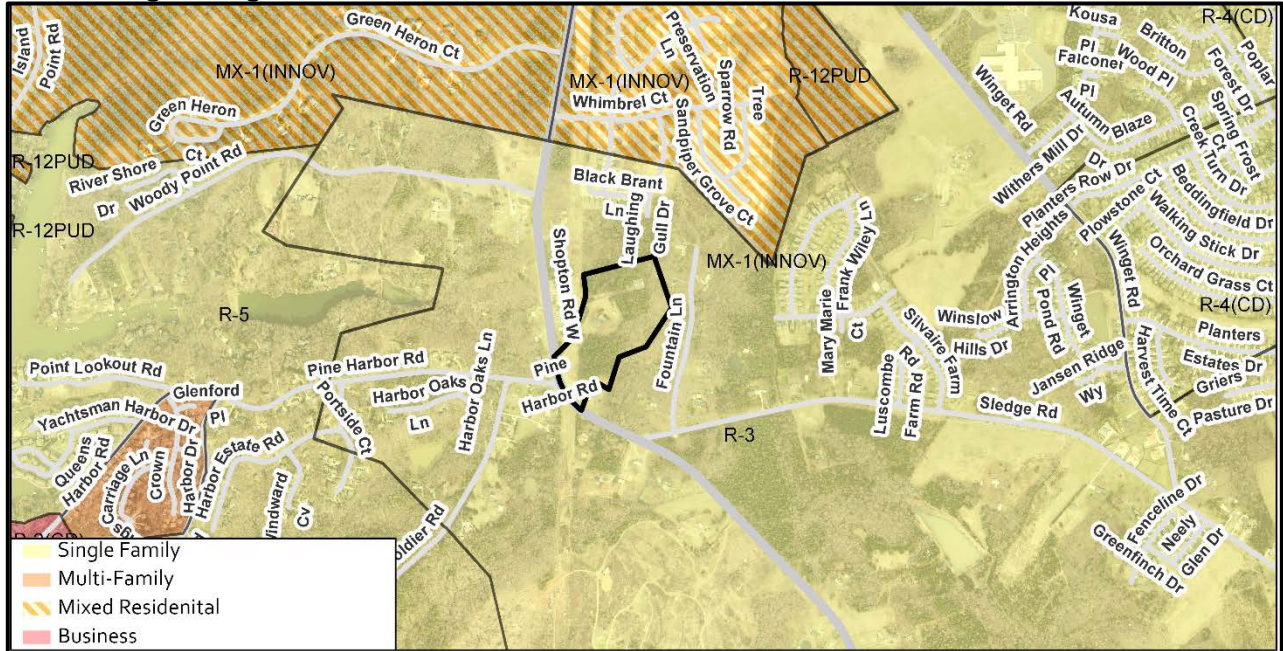 Island
Point Rd
Green Heron Ct
MX-1(INNOV)
Green Heron
River Shore
Ct
Dr
Woody Point Rd
R-12PUD
R-12PUD
R-5
Preservation
Ln
MX-1(INNOV)
Sparrow Rd
Tree
R-12PUD
Whimbrel Ct
Sandpiper Grove Ct
Black Brant
Ln
Laughing
Gull Dr
MX-1(INNOV)
Shopton Rd W
Fountain Ln
Pine
Harbor Rd
Winget Rd
Kousa
Pl
Falconer
Pl
Britton
Wood Pl
Forest Dr
Poplar
R-4(CD)
Autumn Blaze
Dr
Withers Mill Dr
Creek Turn Dr
Spring Frost
Ct
Planters Row Dr
Plowstone Ct
Beddingfield Dr
Walking Stick Dr
Orchard Grass Ct
R-4(CD)
Arrington Heights
Pl
Winget Rd
Winget
Pond Rd
Frank Wiley Ln
Mary Marie
Ct
Winslow
Hills Dr
Silvaire Farm
Rd
Luscombe
Farm Rd
Jansen Ridge
Wy
Harvest Time Ct
Planters
Estates Dr
Griers
Pasture Dr
Sledge Rd
R-3
Fenceline Dr
Neely
Glen Dr
Greenfinch Dr
Point Lookout Rd
Pine Harbor Rd
Glenford
Pl
Yachtsman Harbor Dr
Queens
Harbor Rd
Carriage Ln
Crown
Harbor Dr
Harbor Estate Rd
Portside Ct
Harbor Oaks
Ln
Harbor Oaks Ln
Windward
Cv
Single Family
Multi-Family
Mixed Residenital
Business